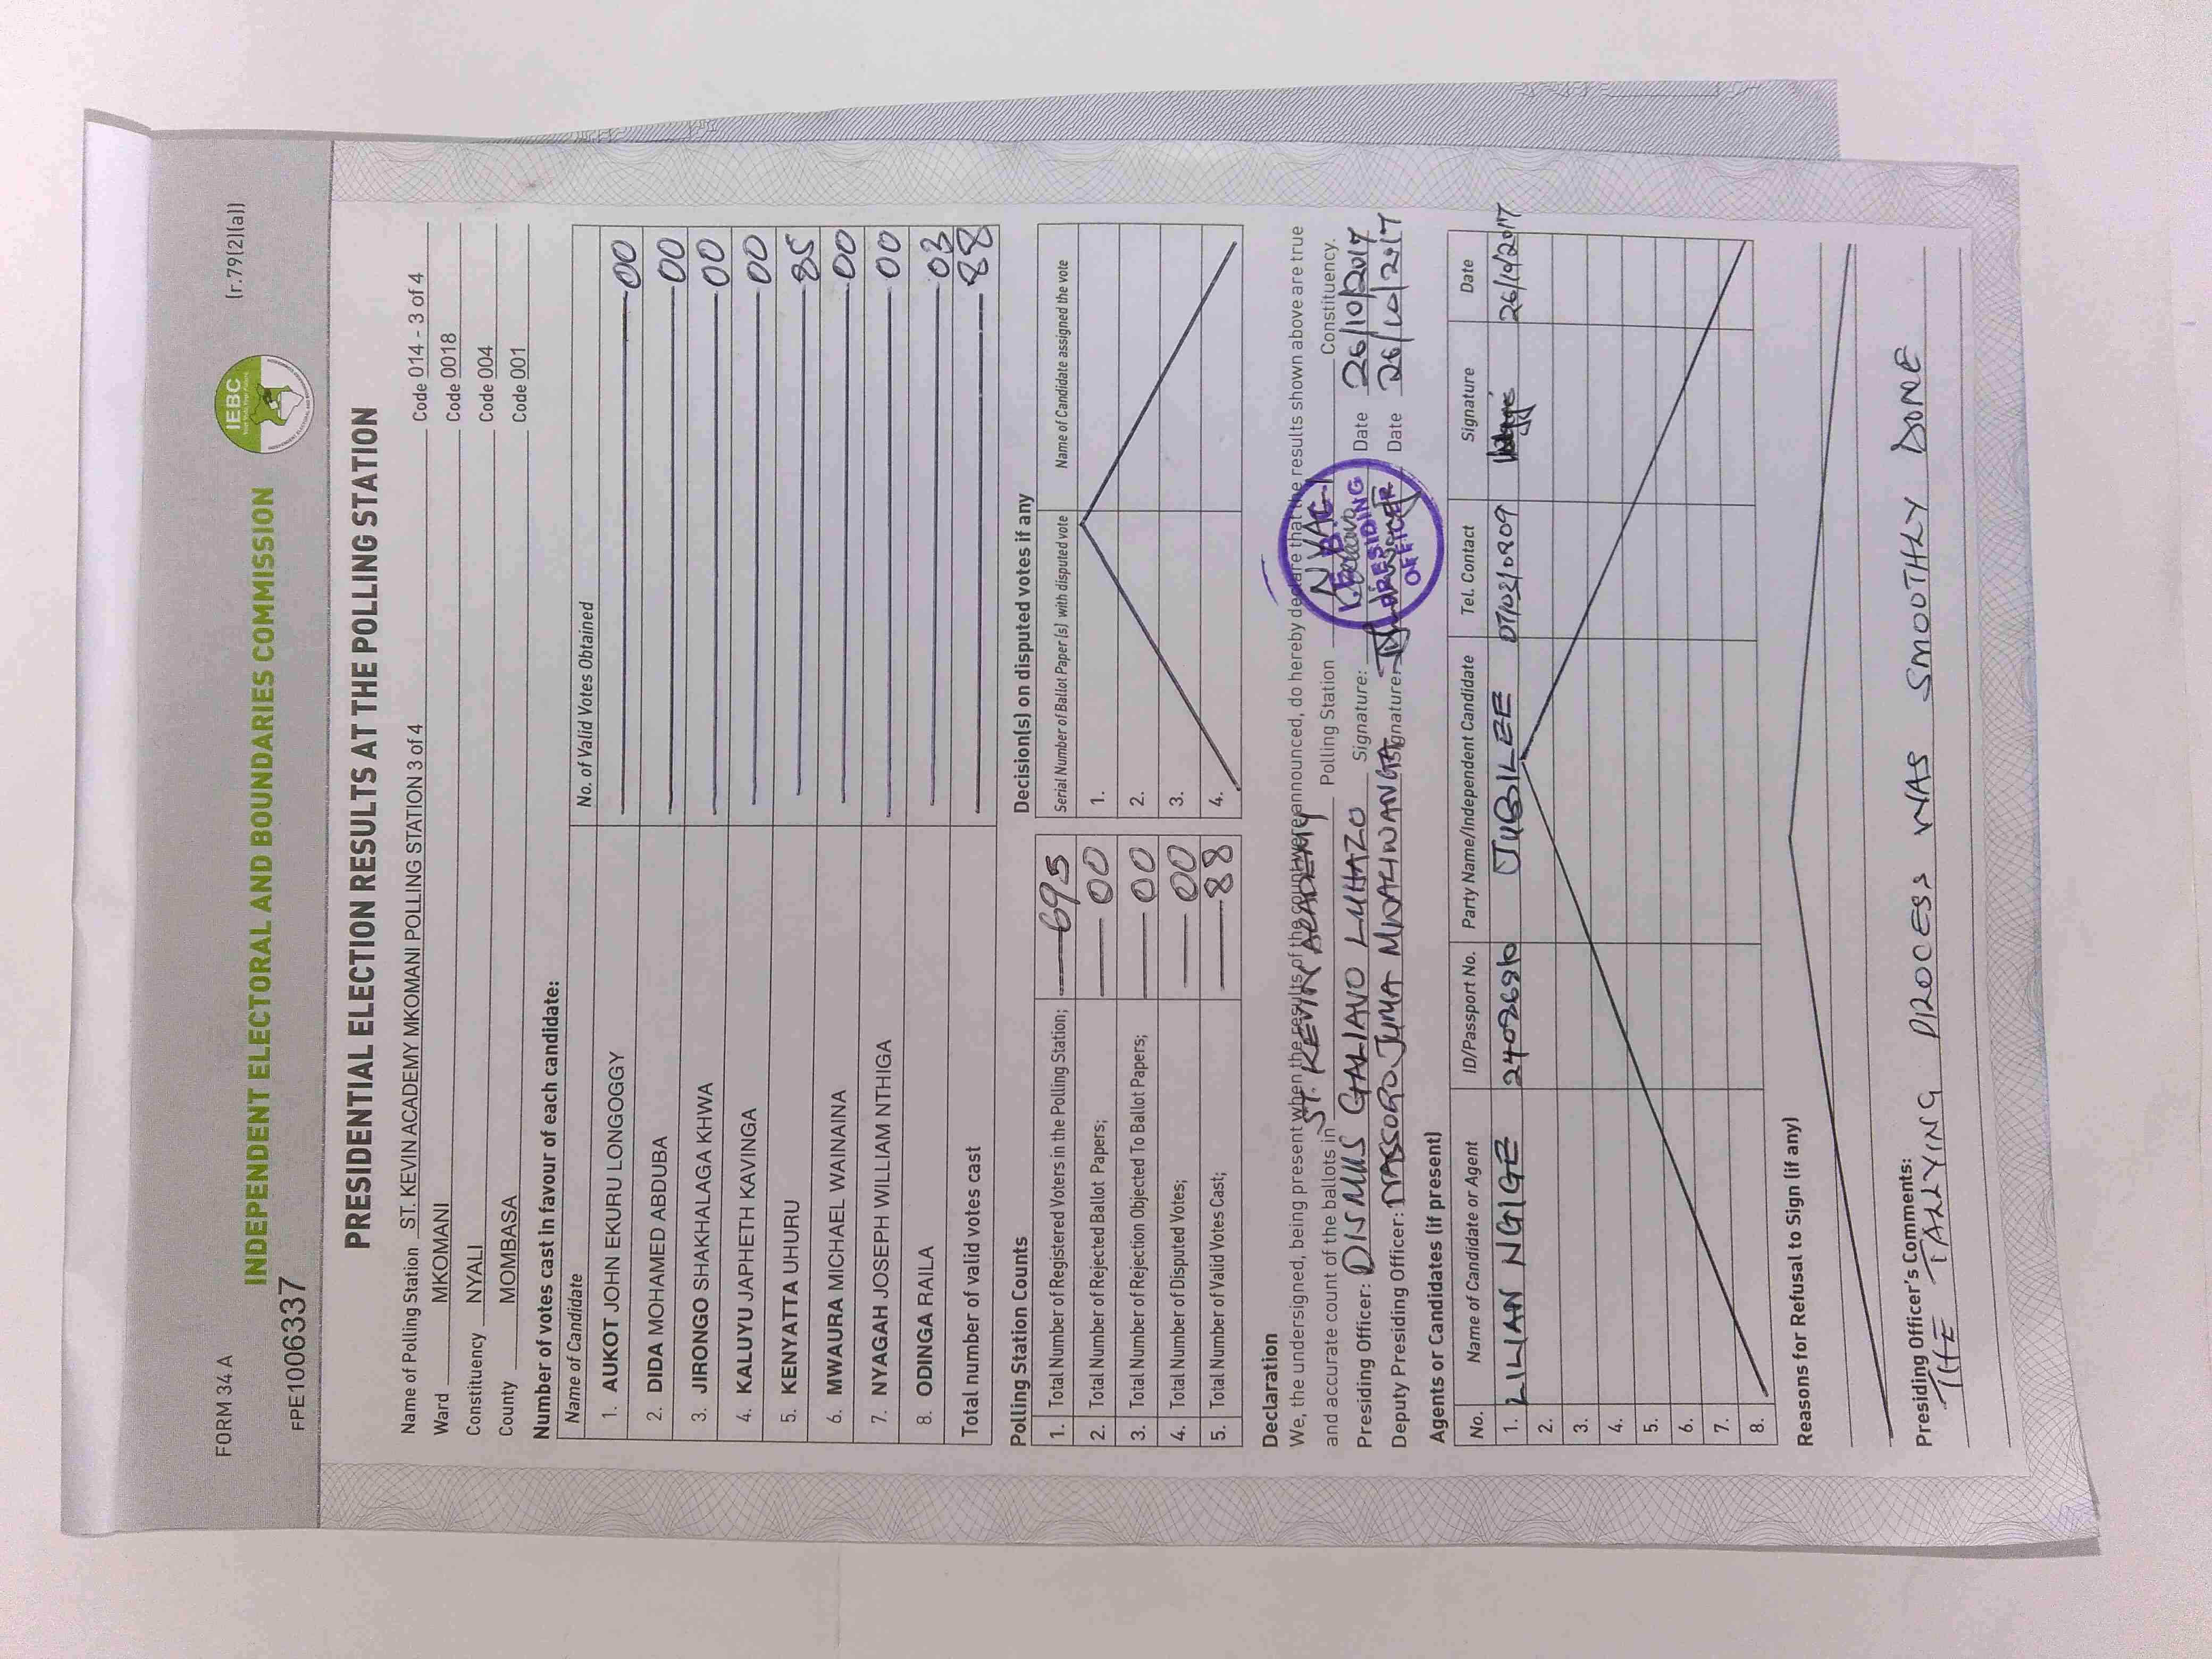 FORM 34 A
(r.79(2)(a))
IEBC
INDEPENDENT ELECTORAL AND BOUNDARIES COMMISSION
FPE1006337
PRESIDENTIAL ELECTION RESULTS AT THE POLLING STATION
Name of Polling Station ST. KEVIN ACADEMY MKOMANI POLLING STATION 3 of 4 Code 014 - 3 of 4
Ward MKOMANI Code 0018
Constituency NYALI Code 004
County MOMBASA Code 001
Number of votes cast in favour of each candidate:
Name of Candidate No. of Valid Votes Obtained
1. AUKOT JOHN EKURU LONGOGGY 00
2. DIDA MOHAMED ABDUBA 00
3. JIRONGO SHAKHALAGA KHWA 00
4. KALUYU JAPHETH KAVINGA 00
5. KENYATTA UHURU 85
6. MWAURA MICHAEL WAINAINA 00
7. NYAGAH JOSEPH WILLIAM NTHIGA 00
8. ODINGA RAILA 03
Total number of valid votes cast 88
Polling Station Counts
1. Total Number of Registered Voters in the Polling Station; 695
2. Total Number of Rejected Ballot Papers; 00
3. Total Number of Rejection Objected To Ballot Papers; 00
4. Total Number of Disputed Votes; 00
5. Total Number of Valid Votes Cast; 88
Decision(s) on disputed votes if any
Serial Number of Ballot Paper(s) with disputed vote Name of Candidate assigned the vote
1.
2.
3.
4.
Declaration
We, the undersigned, being present when the results of the count were announced, do hereby declare that the results shown above are true
and accurate count of the ballots in ST. KEVIN ACADEMY Polling Station NYALI Constituency.
Presiding Officer: DISMUS GALIANO LUHAZO Signature: Date 26/10/2017
Deputy Presiding Officer: NASSORO JUMA MWALIWANGA Signature: Date 26/10/2017
PRESIDING
OFFICER
Agents or Candidates (if present)
No. Name of Candidate or Agent ID/Passport No. Party Name/Independent Candidate Tel. Contact Signature Date
1. LILIAN NGIGE JUBILEE 26/10/2017
2.
3.
4.
5.
6.
7.
8.
Reasons for Refusal to Sign (if any)
Presiding Officer's Comments:
THE TALLYING PROCESS WAS SMOOTHLY DONE